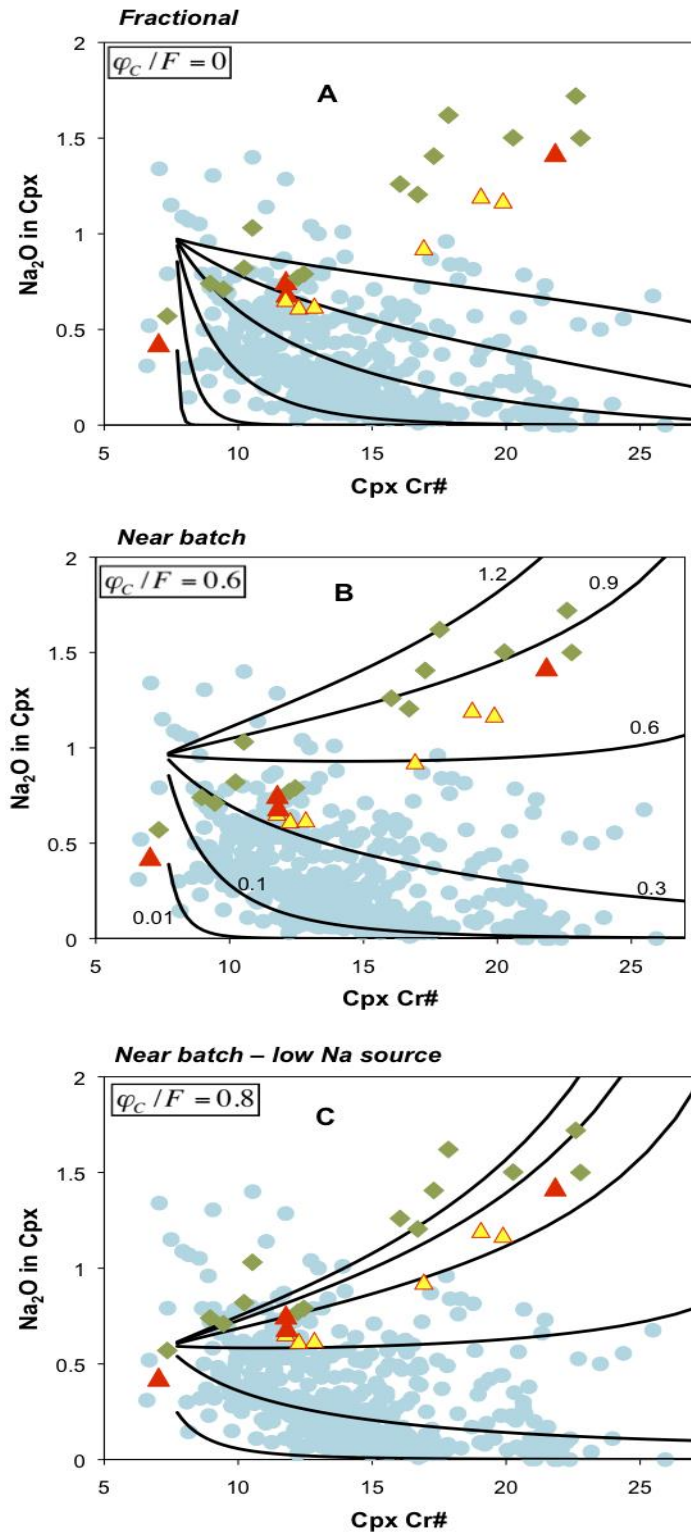 Fractional
φ_C /F = 0
A
2
1.5
1
0.5
0
Na₂O in Cpx
5 10 15 20 25
Cpx Cr#
Near batch
φ_C /F = 0.6
B
1.2
0.9
0.6
0.3
0.1
0.01
2
1.5
1
0.5
0
Na₂O in Cpx
5 10 15 20 25
Cpx Cr#
Near batch – low Na source
φ_C /F = 0.8
C
2
1.5
1
0.5
0
Na₂O in Cpx
5 10 15 20 25
Cpx Cr#